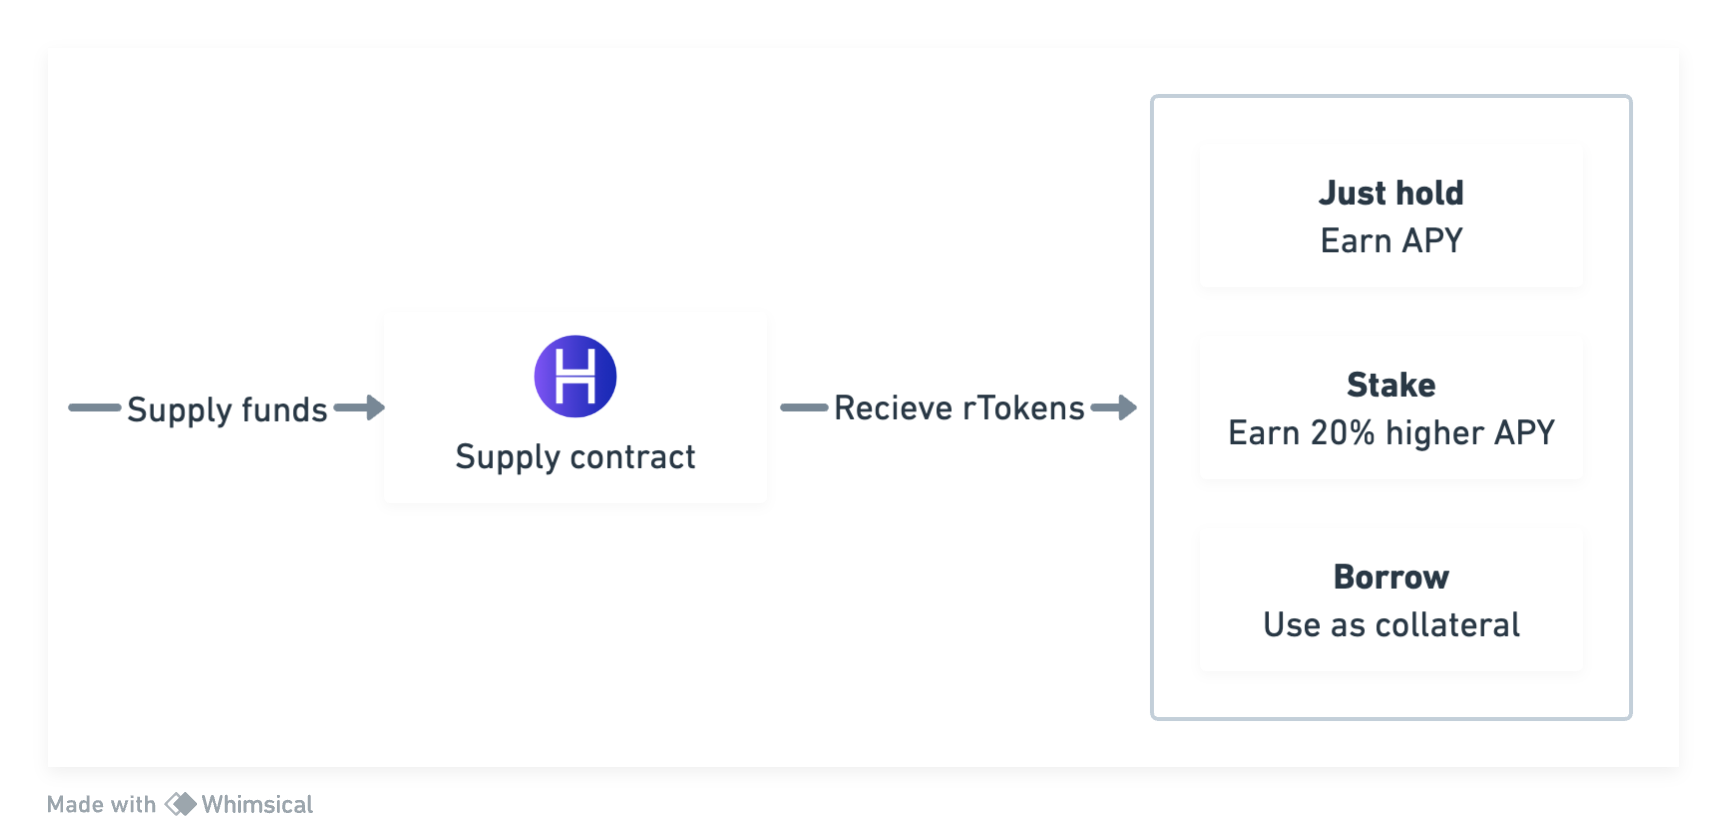 Supply funds
Supply contract
Recieve rTokens
Just hold
Earn APY
Stake
Earn 20% higher APY
Borrow
Use as collateral
Made with Whimsical